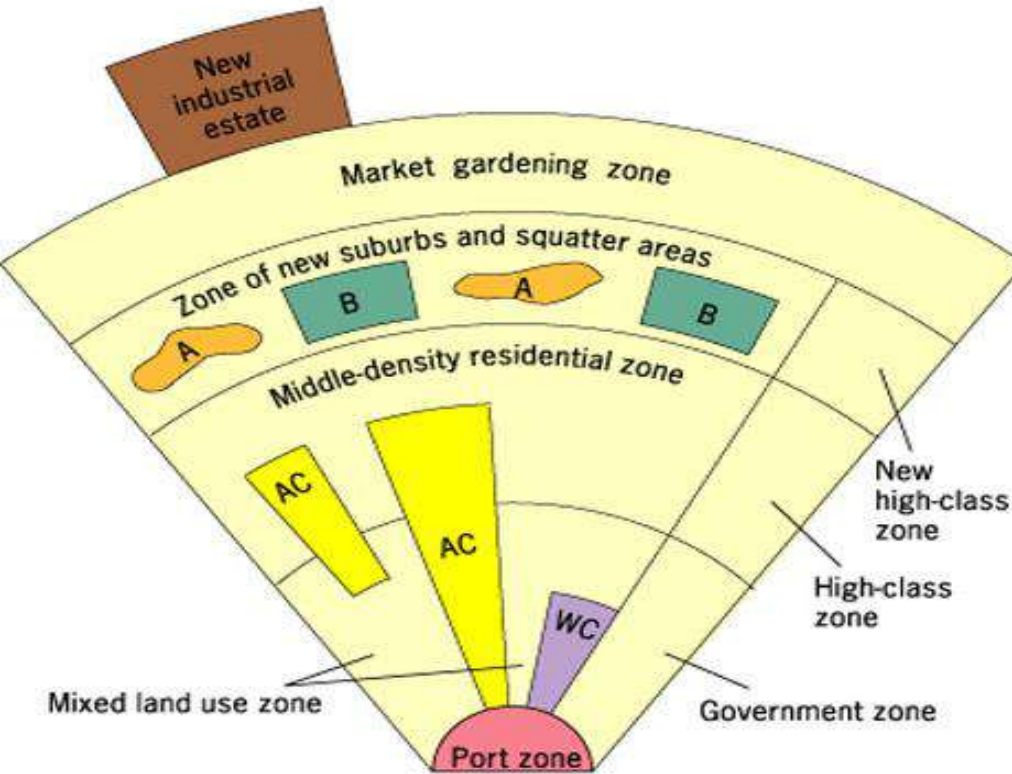 New
industrial
estate
Market gardening zone
Zone of new suburbs and squatter areas
A
B
A
B
Middle-density residential zone
AC
AC
WC
New
high-class
zone
High-class
zone
Mixed land use zone
Government zone
Port zone